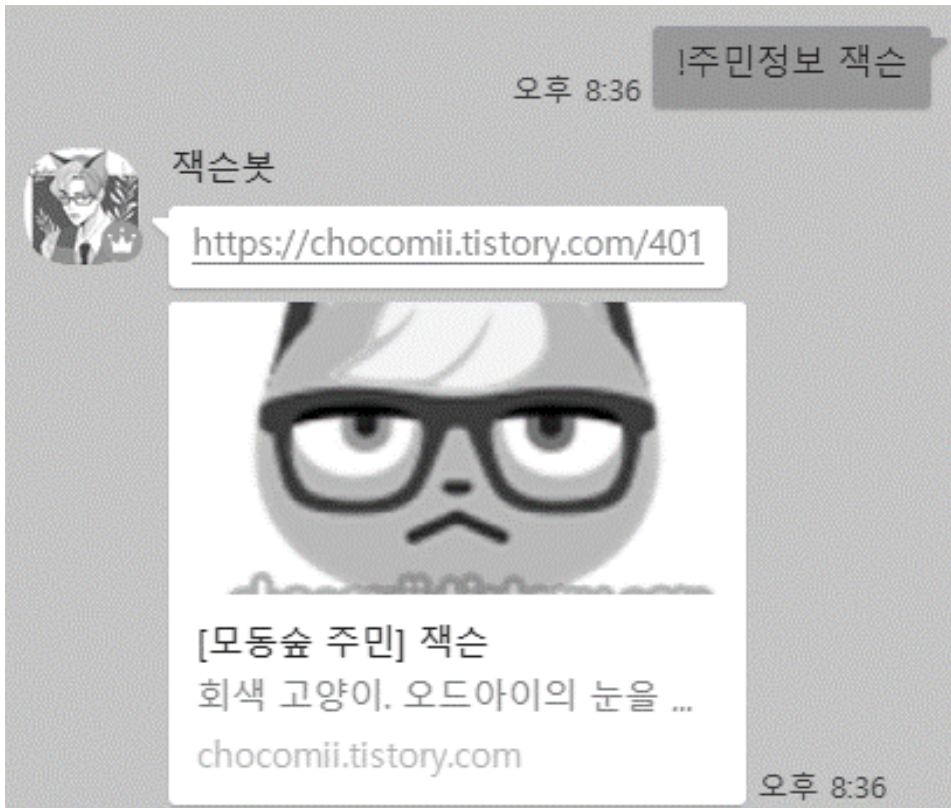 !주민정보 잭슨
오후 8:36
잭슨봇
https://chocomii.tistory.com/401
[모동숲 주민] 잭슨
회색 고양이. 오드아이의 눈을 ...
chocomii.tistory.com
오후 8:36